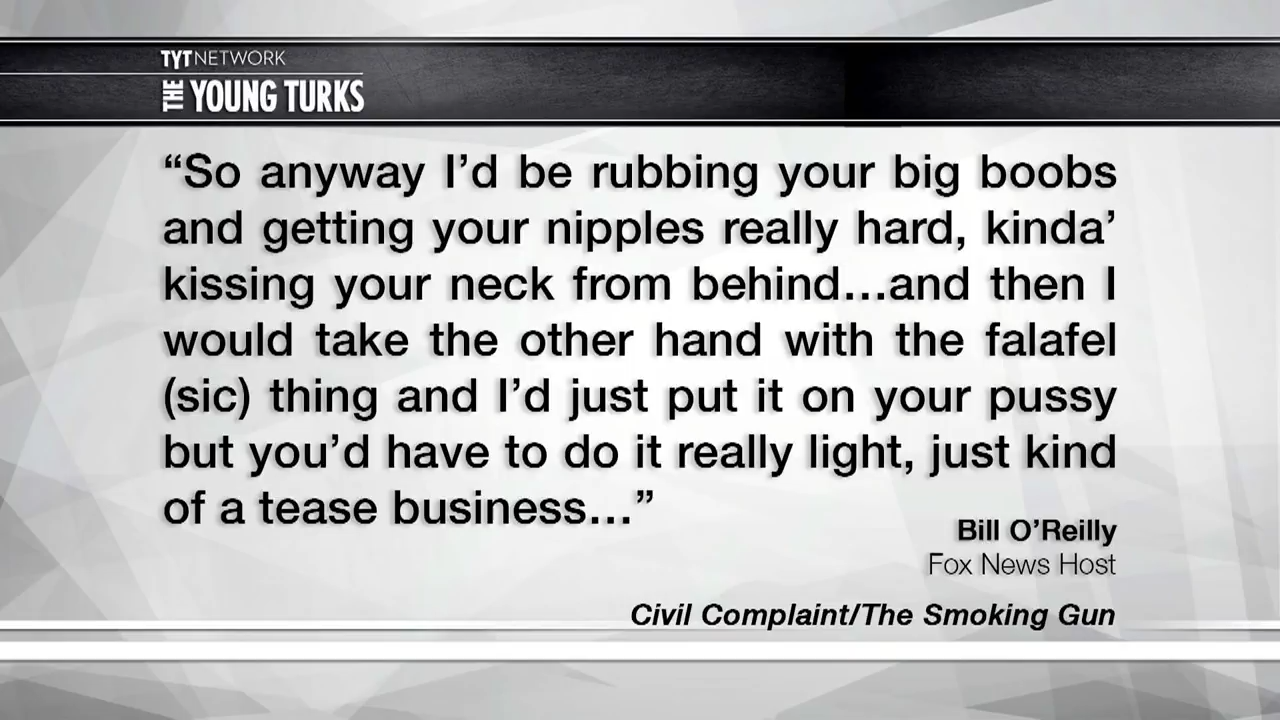 TYTNETWORK
THE YOUNG TURKS
“So anyway I’d be rubbing your big boobs
and getting your nipples really hard, kinda’
kissing your neck from behind...and then I
would take the other hand with the falafel
(sic) thing and I’d just put it on your pussy
but you’d have to do it really light, just kind
of a tease business...”
Bill O’Reilly
Fox News Host
Civil Complaint/The Smoking Gun